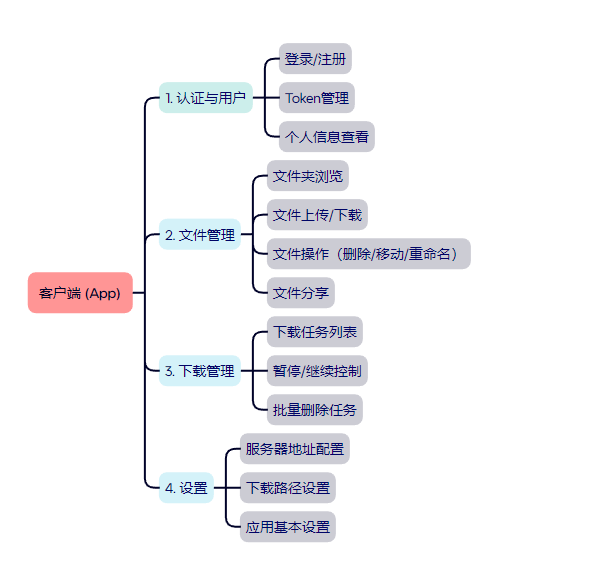 客户端 (App)
1. 认证与用户
登录/注册
Token管理
个人信息查看
2. 文件管理
文件夹浏览
文件上传/下载
文件操作（删除/移动/重命名）
文件分享
3. 下载管理
下载任务列表
暂停/继续控制
批量删除任务
4. 设置
服务器地址配置
下载路径设置
应用基本设置